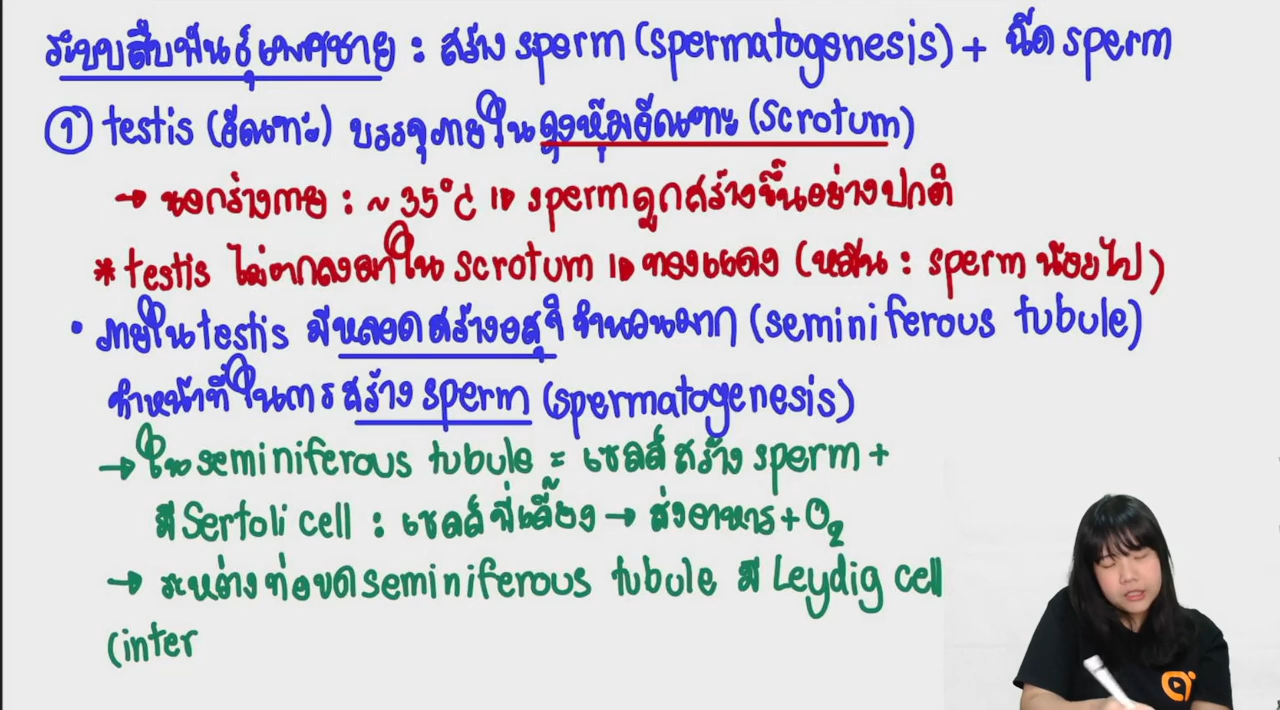 ระบบสืบพันธุ์เพศชาย : สร้าง sperm (spermatogenesis) + ฉีด sperm
① testis (อัณฑะ) บรรจุภายในถุงหุ้มอัณฑะ (Scrotum)
→ นอกร่างกาย : ~ 35°c ⇒ sperm ถูกสร้างขึ้นอย่างปกติ
* testis ไม่ตกลงมาใน scrotum ⇒ ทองแดง (หมัน : sperm น้อยไป)
• ภายใน testis มีหลอดสร้างอสุจิจำนวนมาก (seminiferous tubule)
ทำหน้าที่ในการสร้าง sperm (spermatogenesis)
→ ใน seminiferous tubule = เซลล์สร้าง sperm +
มี Sertoli cell : เซลล์พี่เลี้ยง → ส่งอาหาร + O₂
→ ระหว่างท่อขด seminiferous tubule มี Leydig cell
(inter